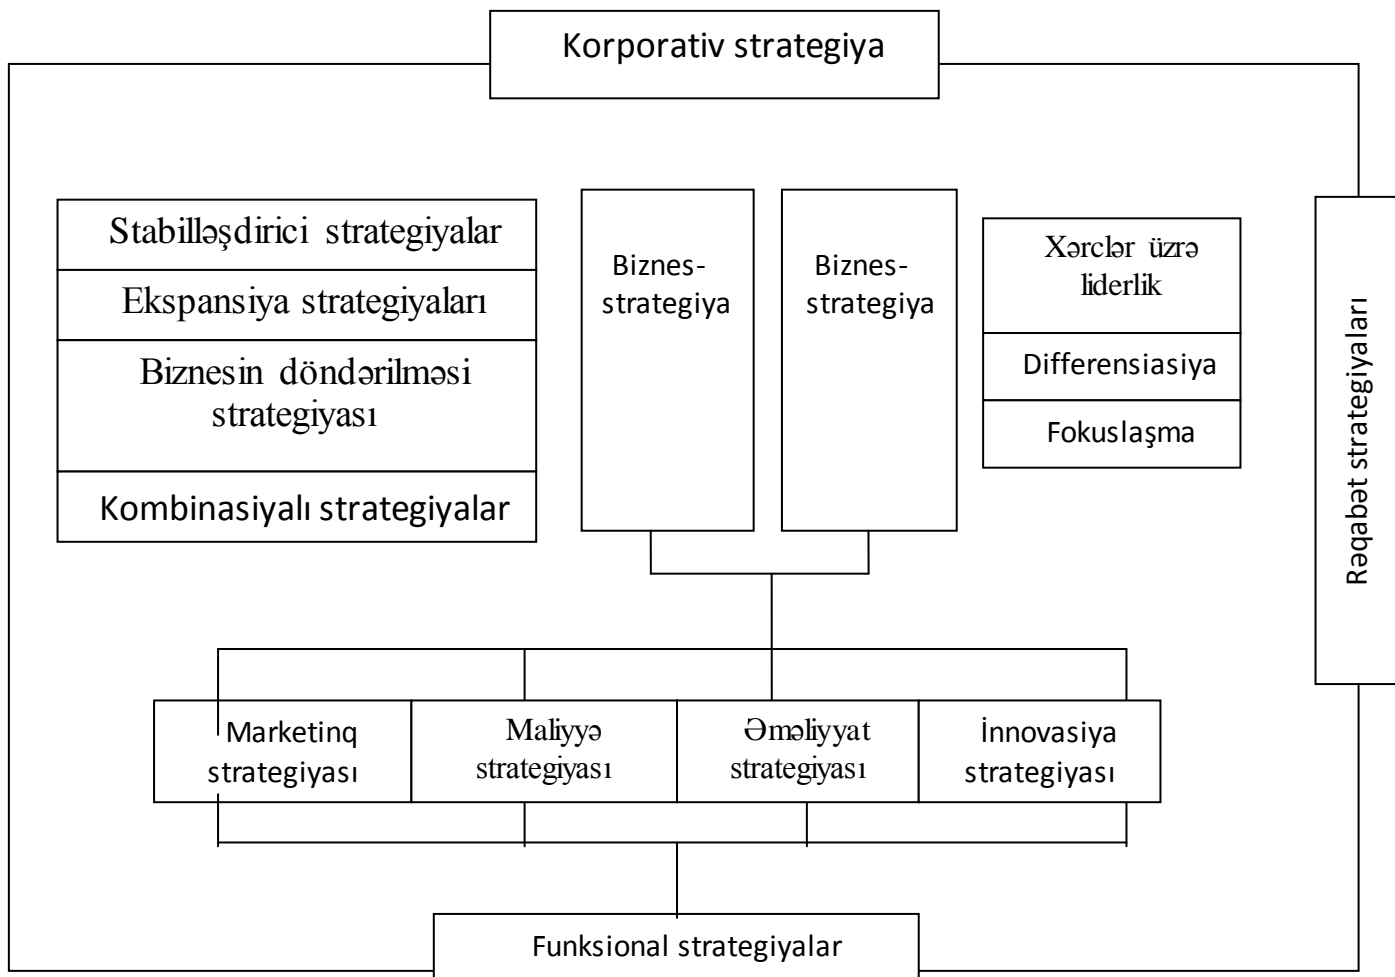 Korporativ strategiya
Stabilləşdirici strategiyalar
Ekspansiya strategiyaları
Biznesin döndərilməsi
strategiyası
Kombinasiyalı strategiyalar
Biznes-
strategiya
Biznes-
strategiya
Xərclər üzrə
liderlik
Differensiasiya
Fokuslaşma
Rəqabət strategiyaları
Marketinq
strategiyası
Maliyyə
strategiyası
Əməliyyat
strategiyası
İnnovasiya
strategiyası
Funksional strategiyalar